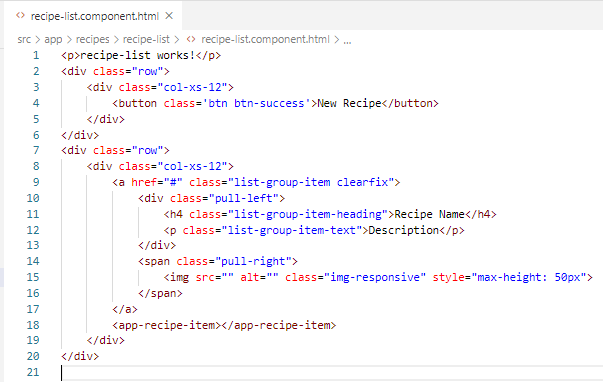 <> recipe-list.component.html ×
src > app > recipes > recipe-list > <> recipe-list.component.html > ...
1 <p>recipe-list works!</p>
2 <div class="row">
3     <div class="col-xs-12">
4         <button class='btn btn-success'>New Recipe</button>
5     </div>
6 </div>
7 <div class="row">
8     <div class="col-xs-12">
9         <a href="#" class="list-group-item clearfix">
10             <div class="pull-left">
11                 <h4 class="list-group-item-heading">Recipe Name</h4>
12                 <p class="list-group-item-text">Description</p>
13             </div>
14             <span class="pull-right">
15                 <img src="" alt="" class="img-responsive" style="max-height: 50px">
16             </span>
17         </a>
18         <app-recipe-item></app-recipe-item>
19     </div>
20 </div>
21